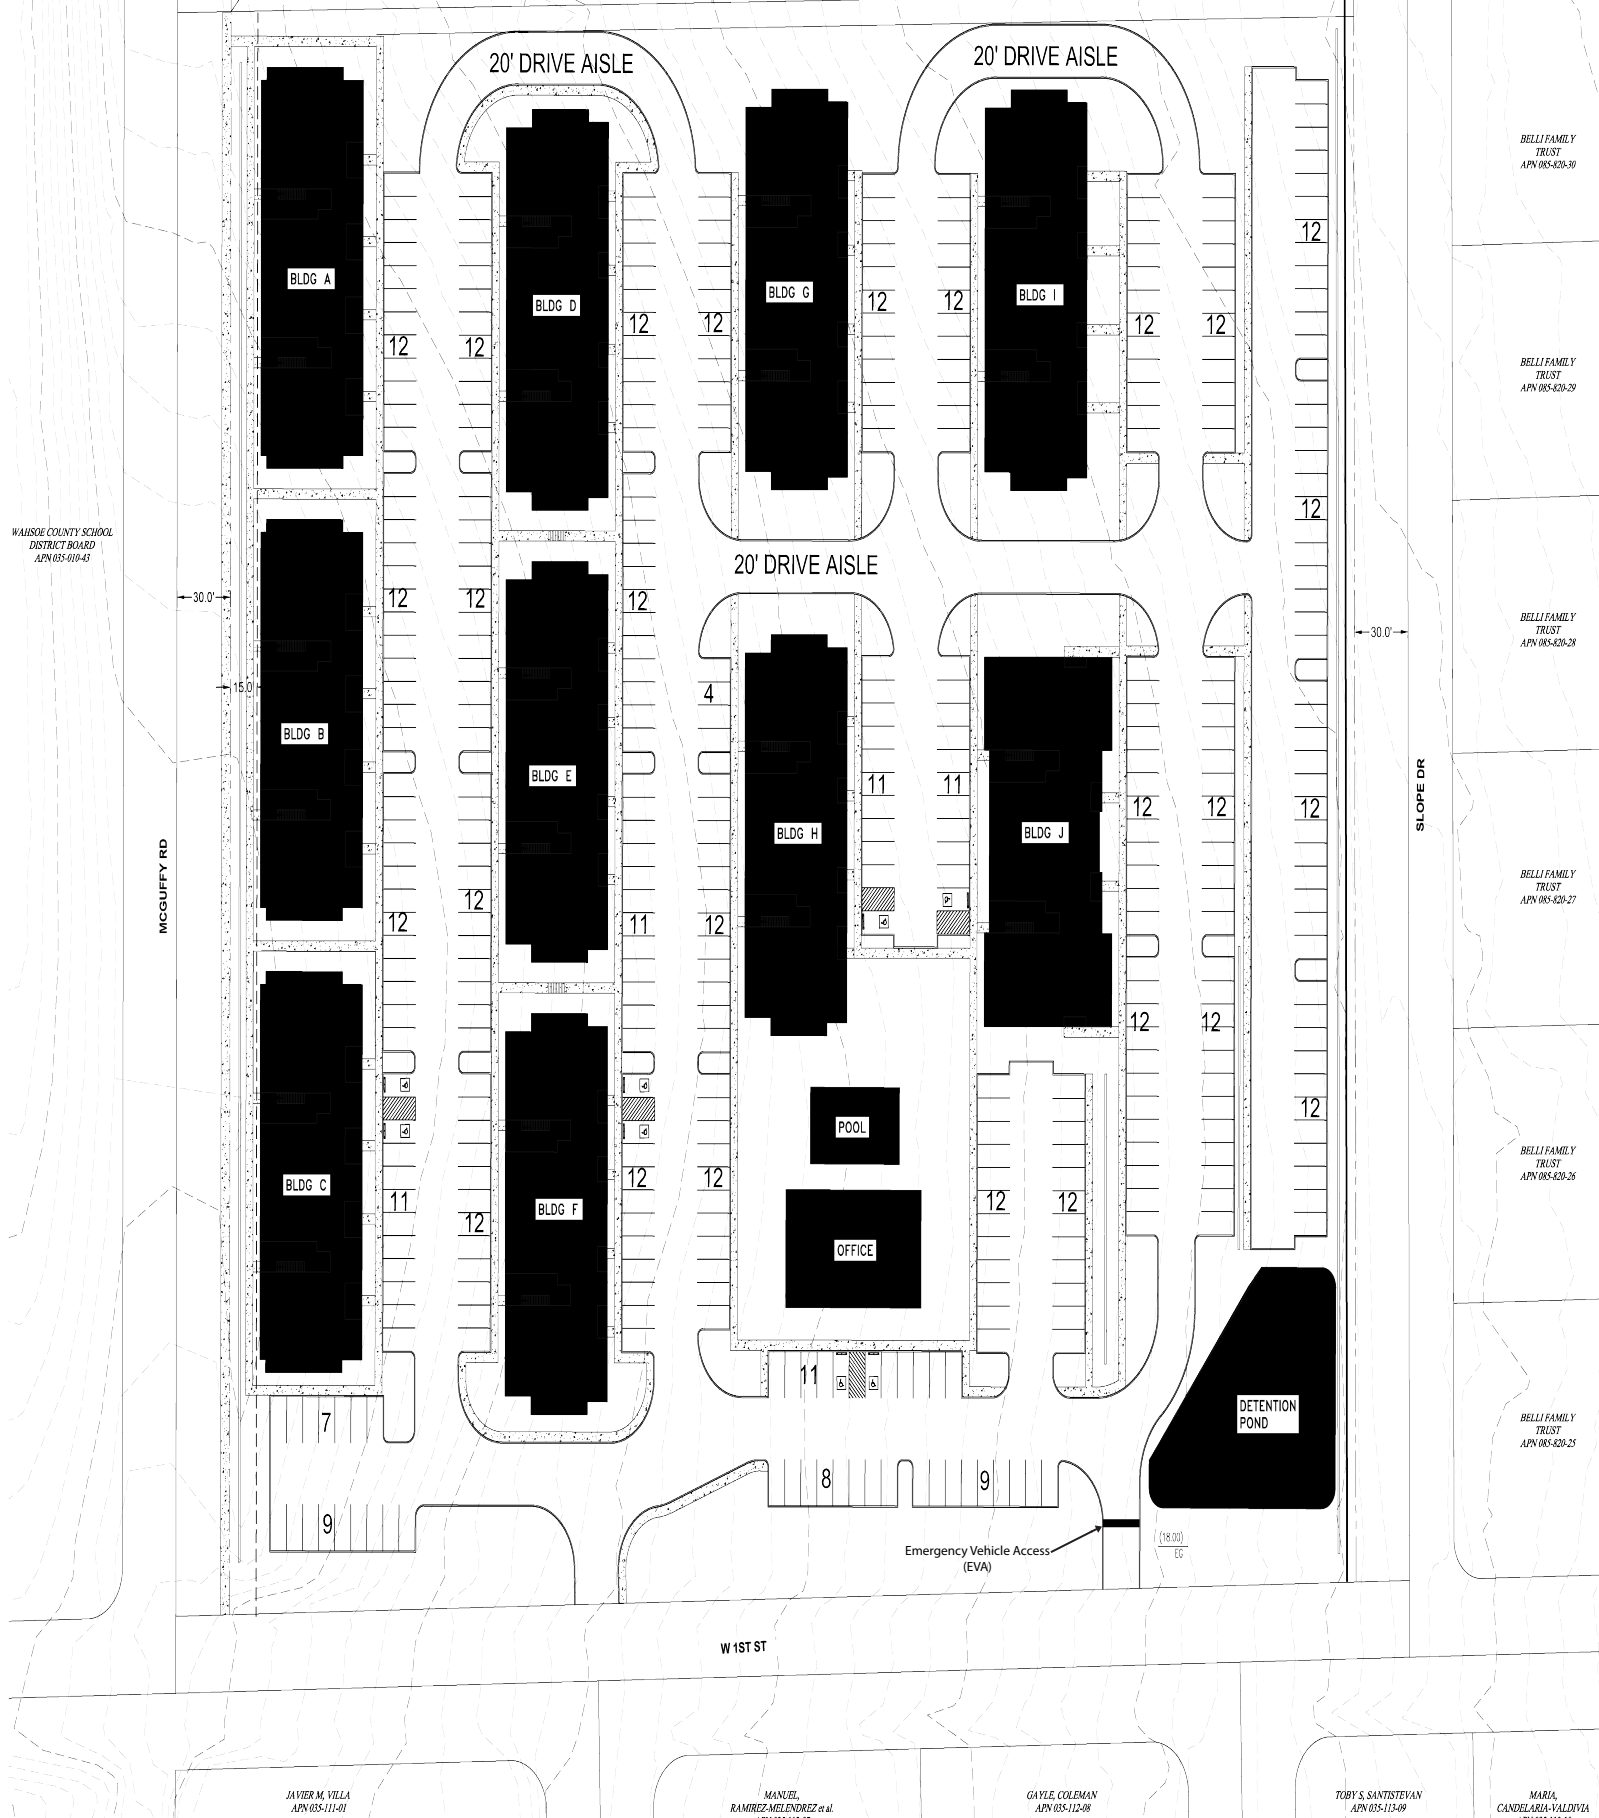 20' DRIVE AISLE
20' DRIVE AISLE
BELLI FAMILY
TRUST
APN 085-820-30
12
BLDG A
BLDG D
BLDG G
BLDG I
12
12
12
12
12
12
12
12
BELLI FAMILY
TRUST
APN 085-820-29
12
WAHSOE COUNTY SCHOOL
DISTRICT BOARD
APN 035-010-43
20' DRIVE AISLE
30.0'
12
12
12
30.0'
BELLI FAMILY
TRUST
APN 085-820-28
15.0'
4
BLDG B
BLDG E
11
11
12
12
12
SLOPE DR
BLDG H
BLDG J
MCGUFFY RD
BELLI FAMILY
TRUST
APN 085-820-27
12
12
11
12
12
12
12
POOL
BELLI FAMILY
TRUST
APN 085-820-26
BLDG C
11
12
BLDG F
12
12
12
12
OFFICE
11
7
DETENTION
POND
BELLI FAMILY
TRUST
APN 085-820-25
8
9
9
Emergency Vehicle Access
(EVA)
(18.00)
EG
W 1ST ST
JAVIER M, VILLA
APN 035-111-01
MANUEL,
RAMIREZ-MELENDREZ et al.
GAYLE, COLEMAN
APN 035-112-08
TOBY S, SANTISTEVAN
APN 035-113-09
MARIA,
CANDELARIA-VALDIVIA